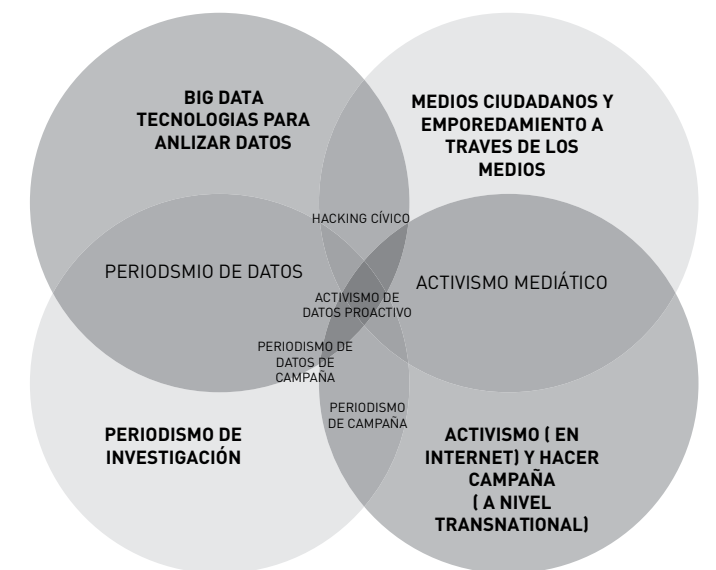 BIG DATA
TECNOLOGIAS PARA
ANLIZAR DATOS
MEDIOS CIUDADANOS Y
EMPOREDAMIENTO A
TRAVES DE LOS
MEDIOS
HACKING CÍVICO
PERIODSMIO DE DATOS
ACTIVISMO MEDIÁTICO
ACTIVISMO DE
DATOS PROACTIVO
PERIODISMO DE
DATOS DE
CAMPAÑA
PERIODISMO
DE CAMPAÑA
PERIODISMO DE
INVESTIGACIÓN
ACTIVISMO ( EN
INTERNET) Y HACER
CAMPAÑA
( A NIVEL
TRANSNATIONAL)